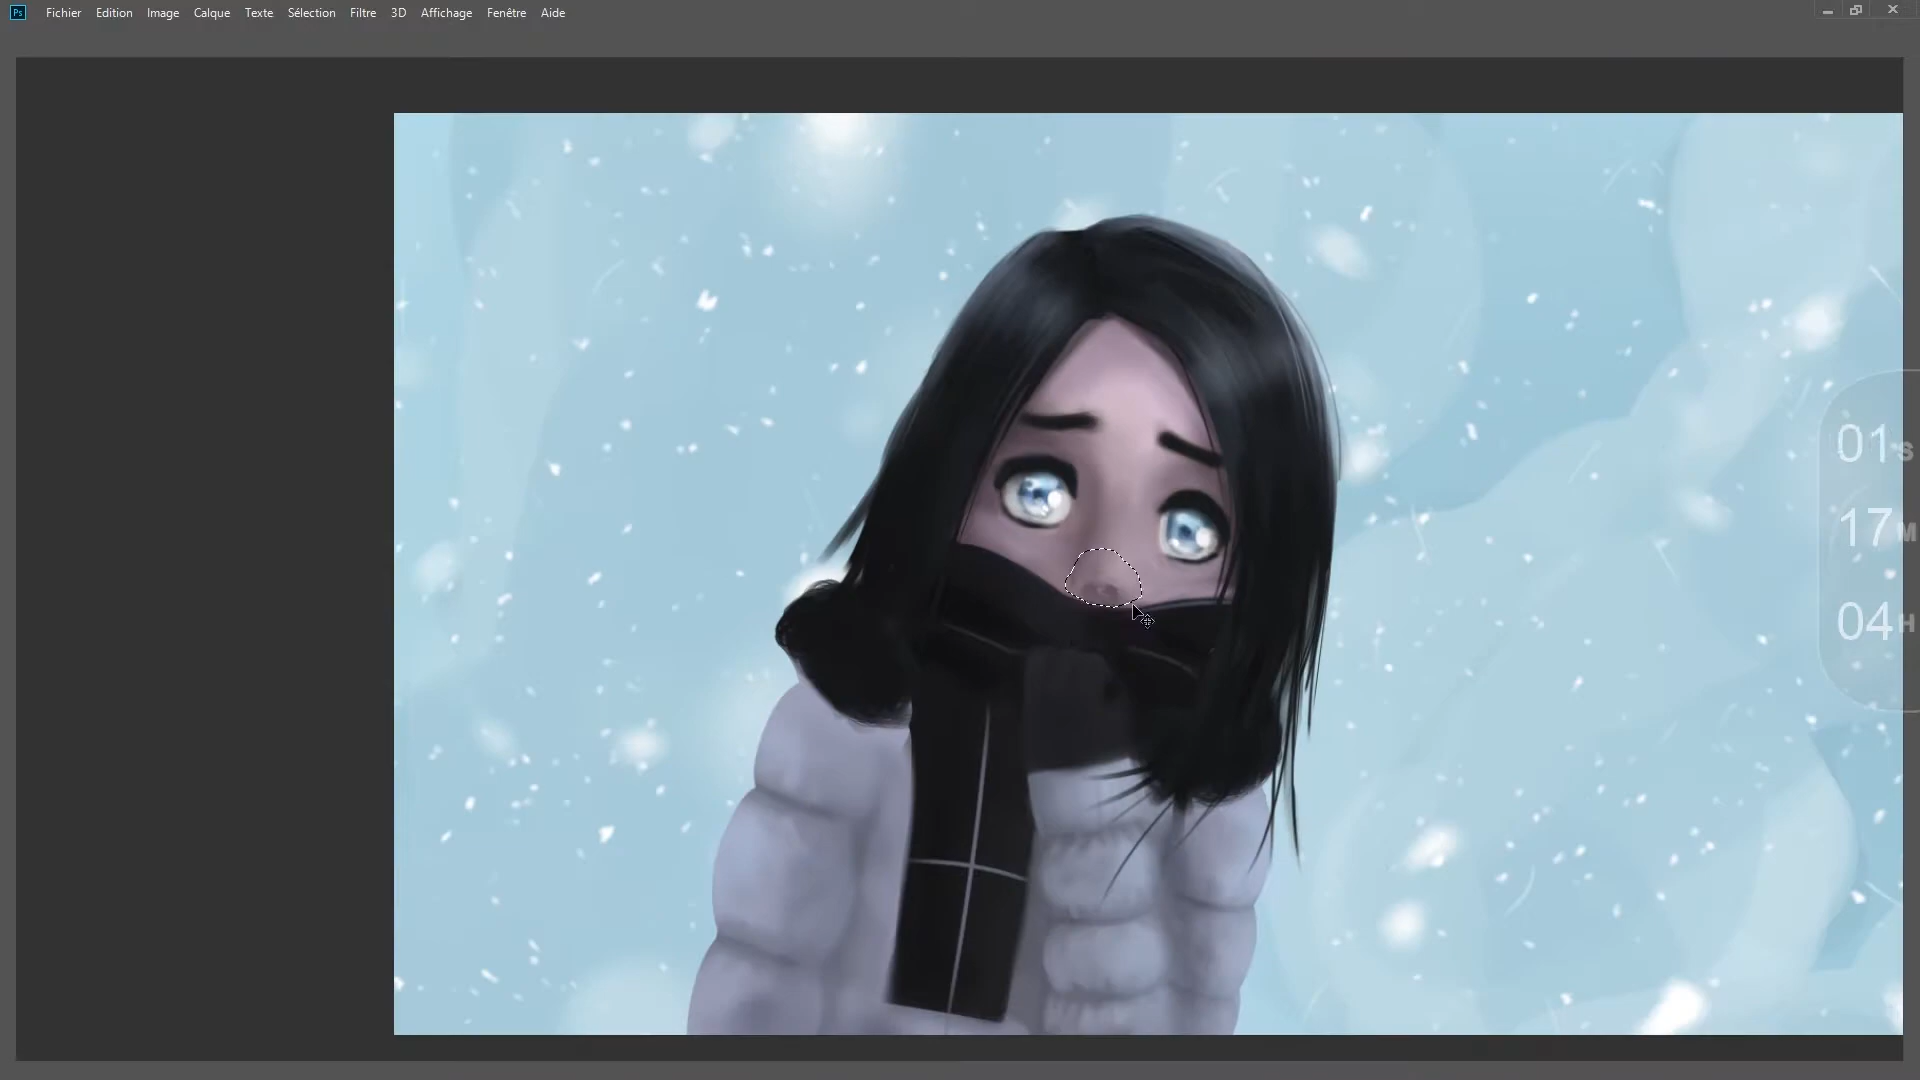 Ps Fichier Edition Image Calque Texte Sélection Filtre 3D Affichage Fenêtre Aide
01 S
17 M
04 H